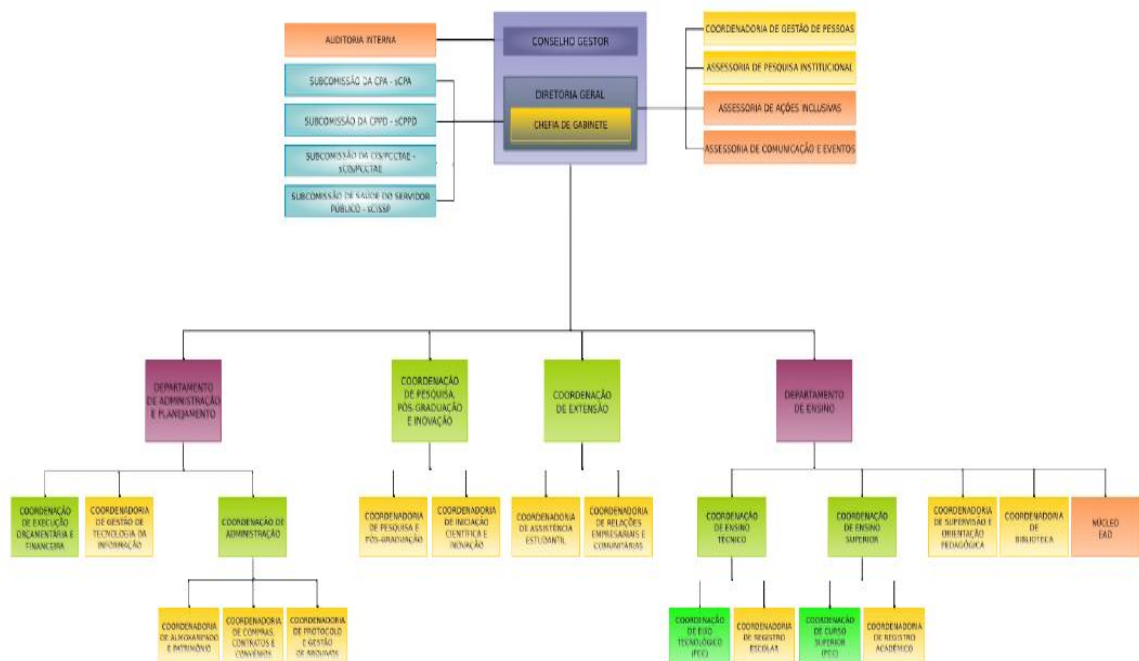 AUDITORIA INTERNA
CONSELHO GESTOR
COORDENADORIA DE GESTÃO DE PESSOAS
SUBCOMISSÃO DA CPA - sCPA
ASSESSORIA DE PESQUISA INSTITUCIONAL
DIRETORIA GERAL
CHEFIA DE GABINETE
ASSESSORIA DE AÇÕES INCLUSIVAS
SUBCOMISSÃO DA CPPD - sCPPD
ASSESSORIA DE COMUNICAÇÃO E EVENTOS
SUBCOMISSÃO DA CIS/PCCTAE -
sCIS/PCCTAE
SUBCOMISSÃO DE SAÚDE DO SERVIDOR
PÚBLICO - sCISSP
DEPARTAMENTO
DE ADMINISTRAÇÃO
E PLANEJAMENTO
COORDENAÇÃO
DE PESQUISA,
PÓS-GRADUAÇÃO
E INOVAÇÃO
COORDENAÇÃO
DE EXTENSÃO
DEPARTAMENTO
DE ENSINO
COORDENAÇÃO
DE EXECUÇÃO
ORÇAMENTÁRIA E
FINANCEIRA
COORDENADORIA
DE GESTÃO DE
TECNOLOGIA DA
INFORMAÇÃO
COORDENAÇÃO DE
ADMINISTRAÇÃO
COORDENADORIA
DE PESQUISA E
PÓS-GRADUAÇÃO
COORDENADORIA
DE INICIAÇÃO
CIENTÍFICA E
INOVAÇÃO
COORDENADORIA
DE ASSISTÊNCIA
ESTUDANTIL
COORDENADORIA
DE RELAÇÕES
EMPRESARIAIS E
COMUNITÁRIAS
COORDENAÇÃO
DE ENSINO
TÉCNICO
COORDENAÇÃO
DE ENSINO
SUPERIOR
COORDENADORIA
DE SUPERVISÃO E
ORIENTAÇÃO
PEDAGÓGICA
COORDENADORIA
DE
BIBLIOTECA
NÚCLEO
EAD
COORDENADORIA
DE ALMOXARIFADO
E PATRIMÔNIO
COORDENADORIA
DE COMPRAS,
CONTRATOS E
CONVÊNIOS
COORDENADORIA
DE PROTOCOLO
E GESTÃO
DE ARQUIVOS
COORDENAÇÃO
DE EIXO
TECNOLÓGICO
(FCC)
COORDENADORIA
DE REGISTRO
ESCOLAR
COORDENAÇÃO
DE CURSO
SUPERIOR
(FCC)
COORDENADORIA
DE REGISTRO
ACADÊMICO